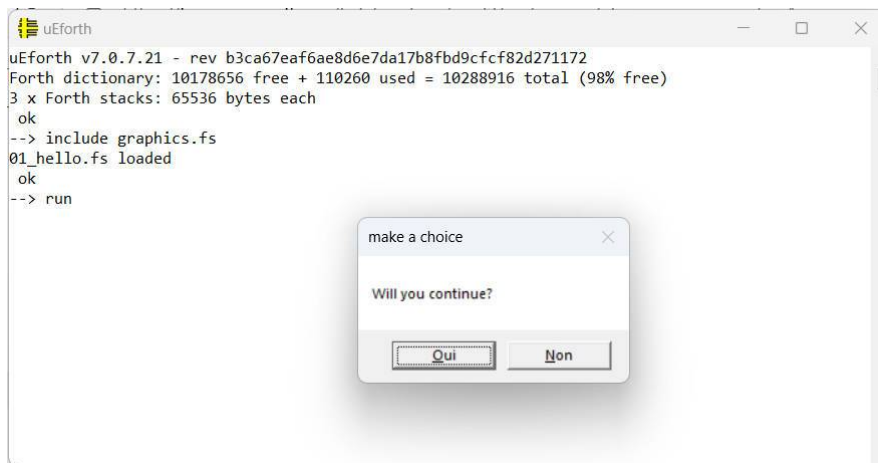 uEforth
uEforth v7.0.7.21 - rev b3ca67eaf6ae8d6e7da17b8fbd9cfcf82d271172
Forth dictionary: 10178656 free + 110260 used = 10288916 total (98% free)
3 x Forth stacks: 65536 bytes each
ok
--> include graphics.fs
01_hello.fs loaded
ok
--> run
make a choice
Will you continue?
Oui Non